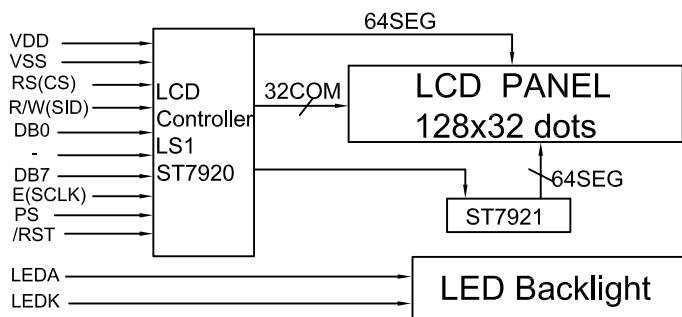 VDD
VSS
RS(CS)
R/W(SID)
DB0
-
DB7
E(SCLK)
PS
/RST
LCD
Controller
LS1
ST7920
64SEG
32COM
LCD PANEL
128x32 dots
64SEG
ST7921
LEDA
LEDK
LED Backlight